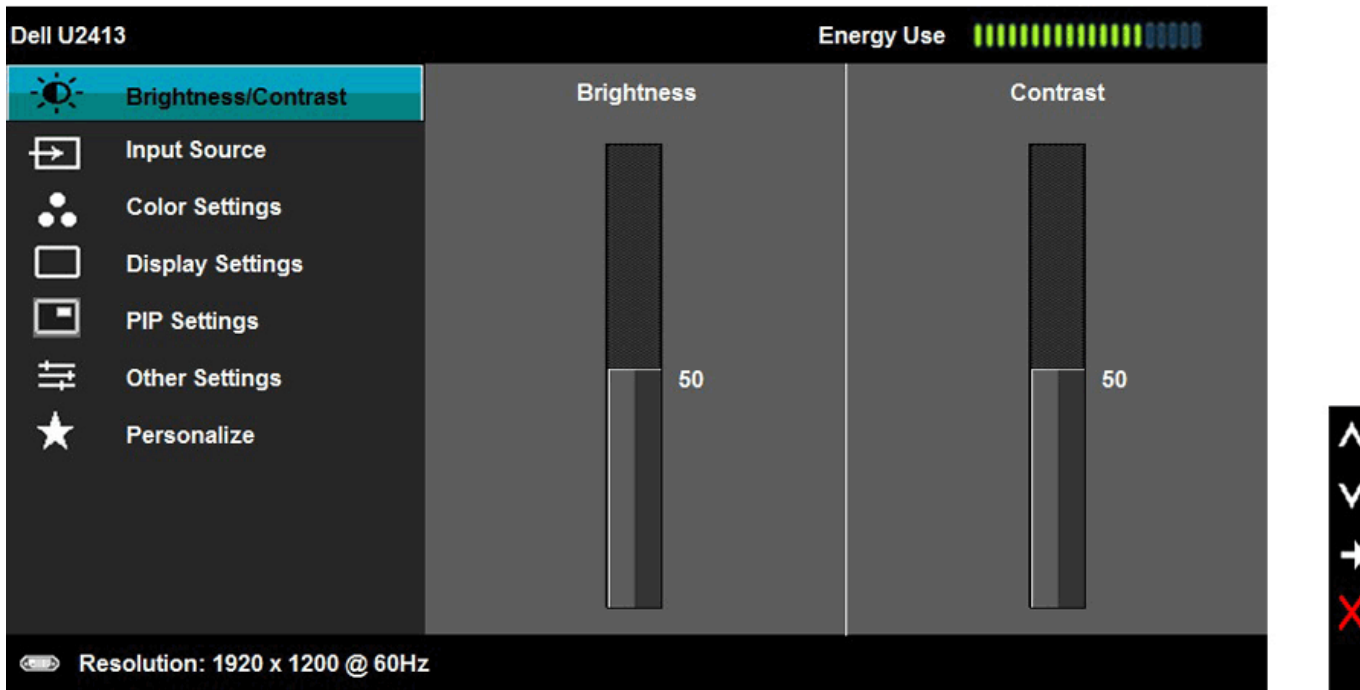 Dell U2413
Energy Use
Brightness/Contrast
Input Source
Color Settings
Display Settings
PIP Settings
Other Settings
Personalize
Brightness
50
Contrast
50
Resolution: 1920 x 1200 @ 60Hz